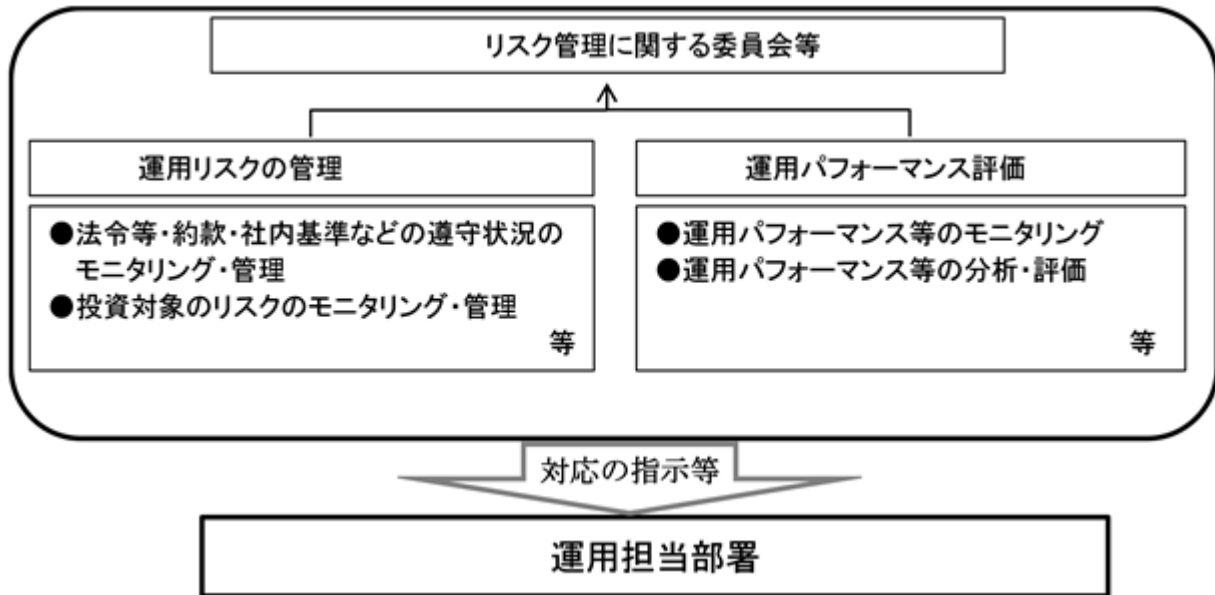 リスク管理に関する委員会等
運用リスクの管理
●法令等・約款・社内基準などの遵守状況の
モニタリング・管理
●投資対象のリスクのモニタリング・管理
等
運用パフォーマンス評価
●運用パフォーマンス等のモニタリング
●運用パフォーマンス等の分析・評価
等
対応の指示等
運用担当部署